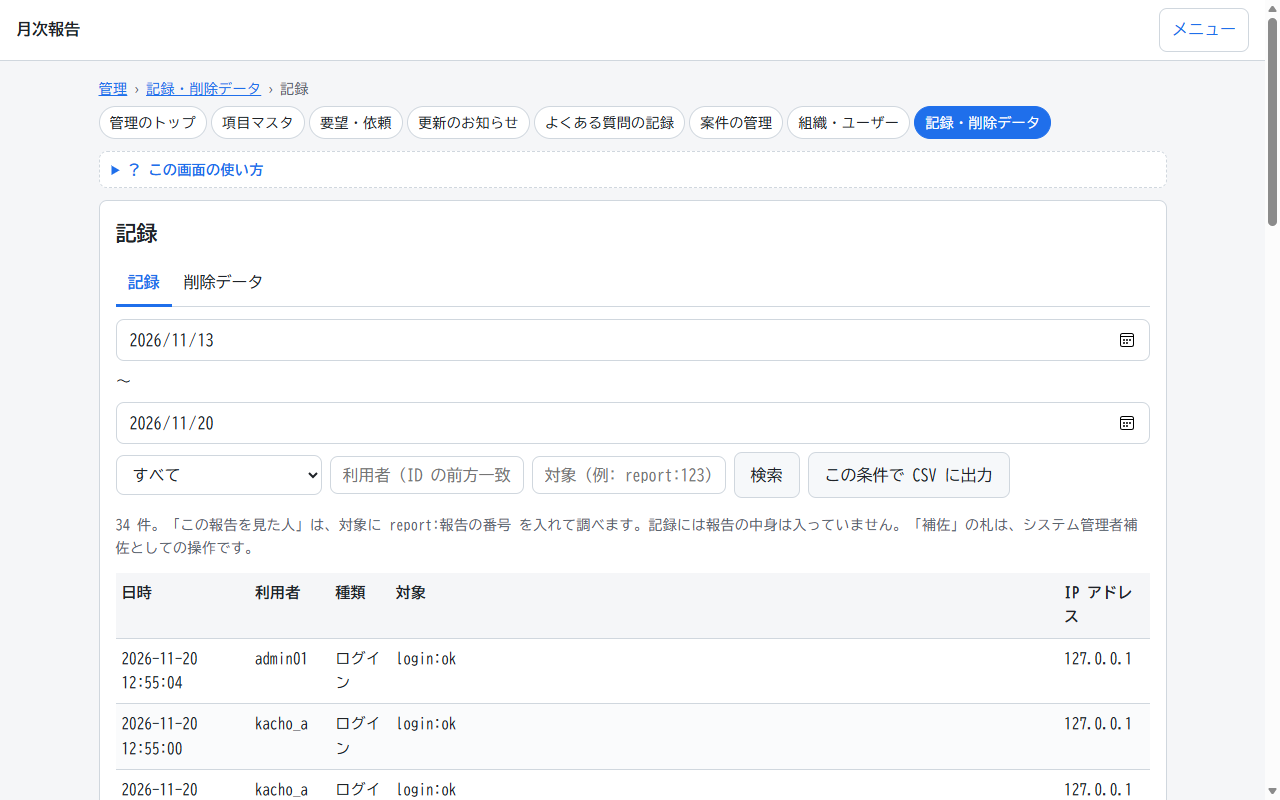 月次報告
メニュー
管理 › 記録・削除データ › 記録
管理のトップ 項目マスタ 要望・依頼 更新のお知らせ よくある質問の記録 案件の管理 組織・ユーザー 記録・削除データ
▶ ? この画面の使い方
記録
記録 削除データ
2026/11/13
～
2026/11/20
すべて 利用者（ID の前方一致 対象（例: report:123） 検索 この条件で CSV に出力
34 件。「この報告を見た人」は、対象に report:報告の番号 を入れて調べます。記録には報告の中身は入っていません。「補佐」の札は、システム管理者補
佐としての操作です。
日時 利用者 種類 対象 IP アドレ
ス
2026-11-20 admin01 ログイ login:ok 127.0.0.1
12:55:04 ン
2026-11-20 kacho_a ログイ login:ok 127.0.0.1
12:55:00 ン
2026-11-20 kacho_a ログイ login:ok 127.0.0.1